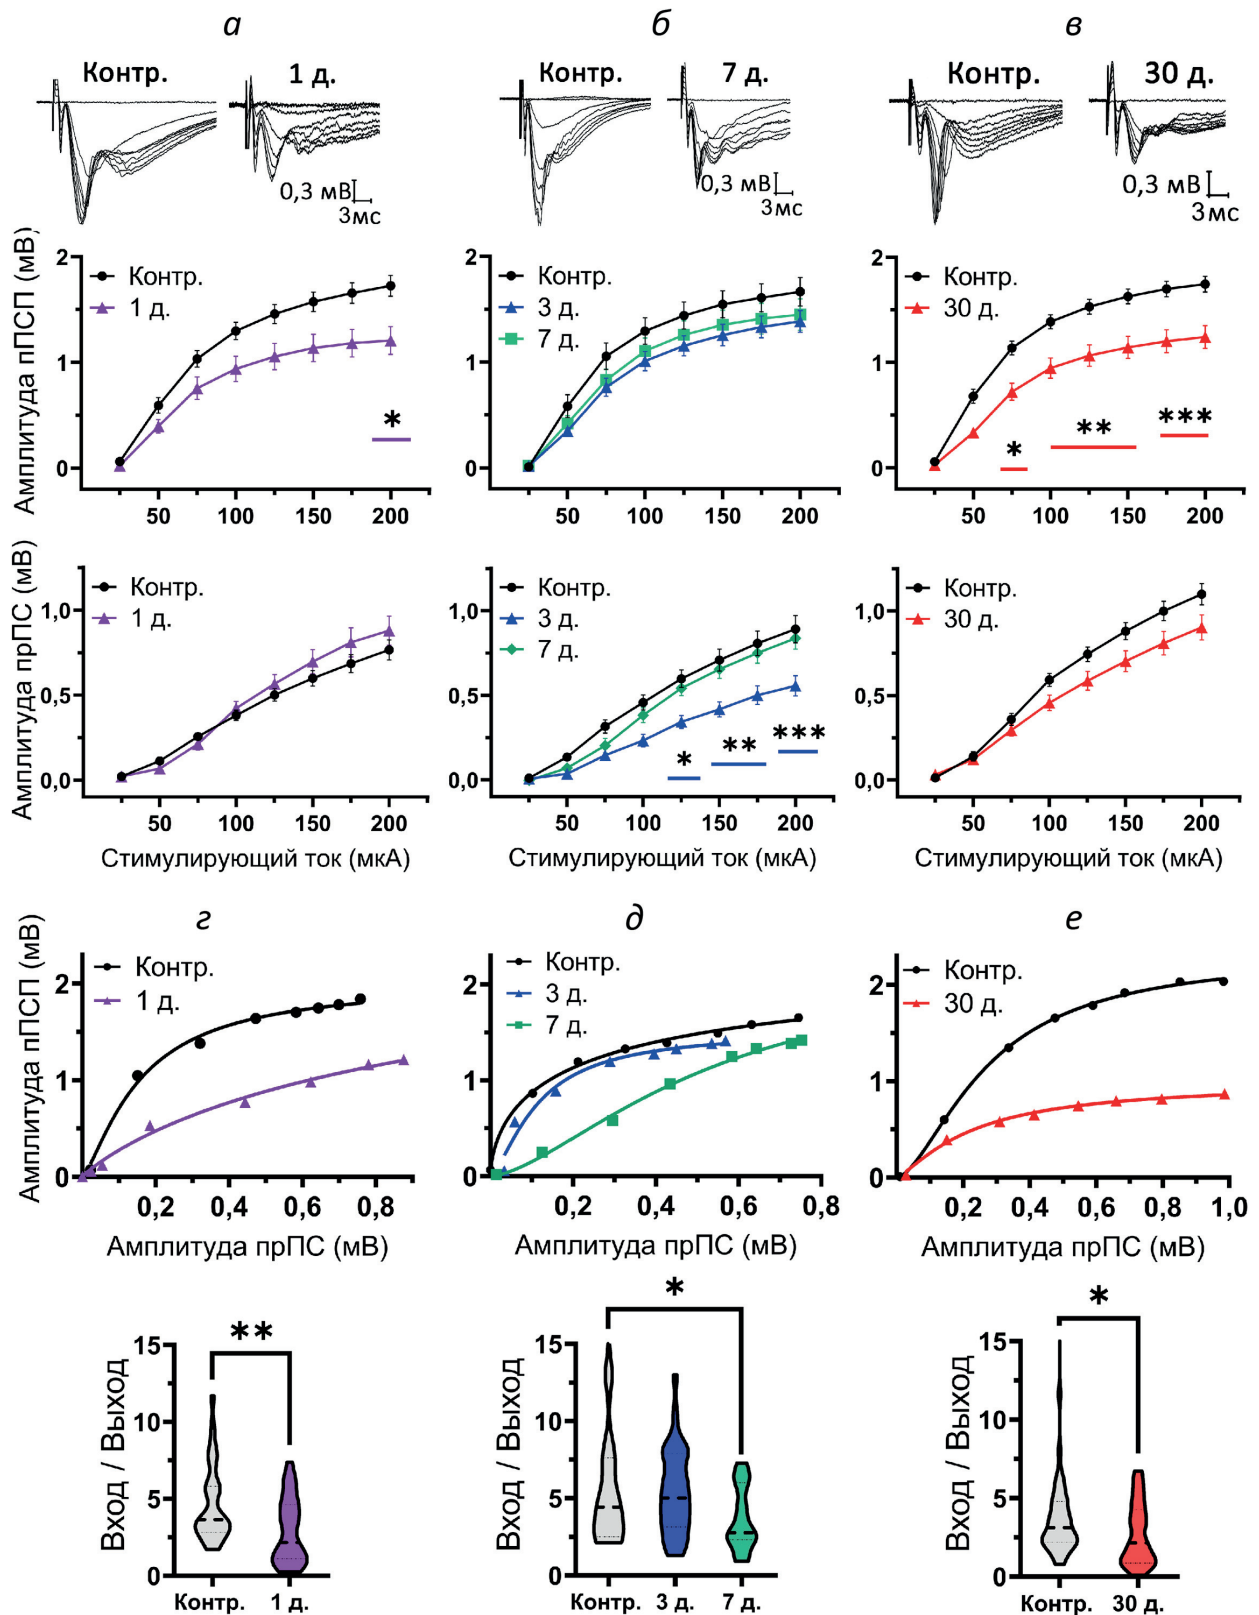 а б в
Контр. 1 д. Контр. 7 д. Контр. 30 д.
0,3 мВ 0,3 мВ 0,3 мВ
3мс 3мс 3мс
Амплитуда пПСП (мВ)
2 1 0
Контр.
1 д.
*
50 100 150 200
2 1 0
Контр.
3 д.
7 д.
50 100 150 200
2 1 0
Контр.
30 д.
* ** ***
50 100 150 200
Амплитуда прПС (мВ)
1,0 0,5 0,0
Контр.
1 д.
50 100 150 200
Стимулирующий ток (мкА)
1,0 0,5 0,0
Контр.
3 д.
7 д.
* ** ***
50 100 150 200
Стимулирующий ток (мкА)
1,0 0,5 0,0
Контр.
30 д.
50 100 150 200
Стимулирующий ток (мкА)
г д е
Амплитуда пПСП (мВ)
2 1 0
Контр.
1 д.
0,2 0,4 0,6 0,8
Амплитуда прПС (мВ)
2 1 0
Контр.
3 д.
7 д.
0,2 0,4 0,6 0,8
Амплитуда прПС (мВ)
2 1 0
Контр.
30 д.
0,2 0,4 0,6 0,8 1,0
Амплитуда прПС (мВ)
Вход / Выход
15 10 5 0
**
Контр. 1 д.
Вход / Выход
15 10 5 0
*
Контр. 3 д. 7 д.
Вход / Выход
15 10 5 0
*
Контр. 30 д.